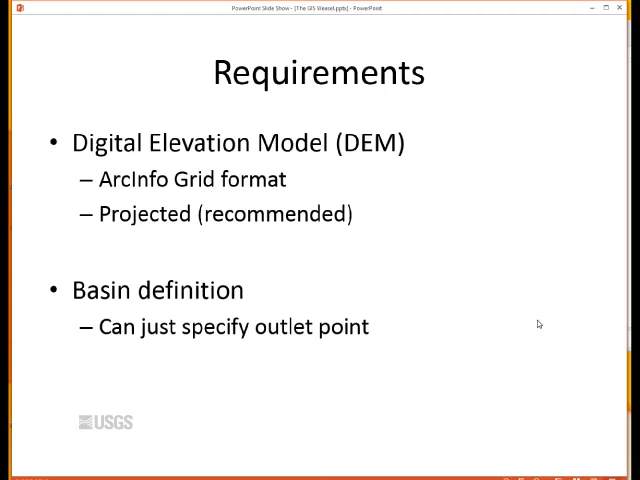 PowerPoint Slide Show - [The GIS Weasel.pptx] - PowerPoint
Requirements
• Digital Elevation Model (DEM)
– ArcInfo Grid format
– Projected (recommended)
• Basin definition
– Can just specify outlet point
USGS